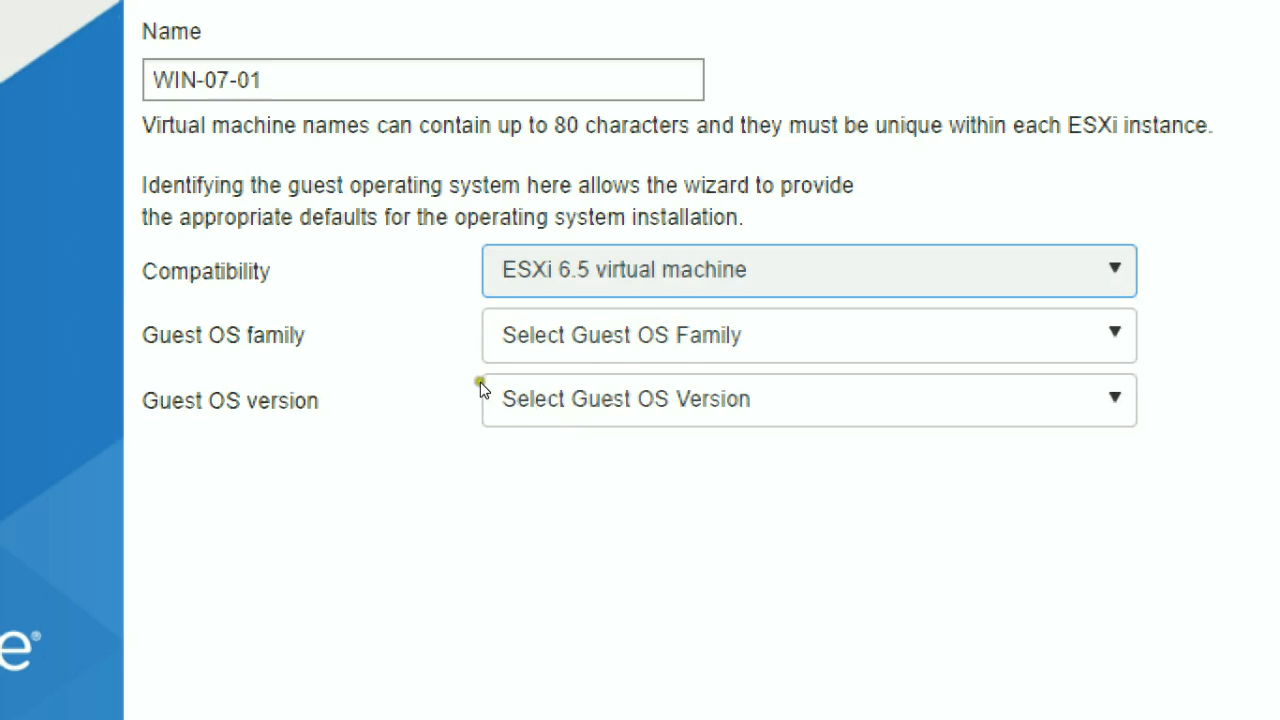 Name
WIN-07-01
Virtual machine names can contain up to 80 characters and they must be unique within each ESXi instance.
Identifying the guest operating system here allows the wizard to provide
the appropriate defaults for the operating system installation.
Compatibility
ESXi 6.5 virtual machine
Guest OS family
Select Guest OS Family
Guest OS version
Select Guest OS Version
e®